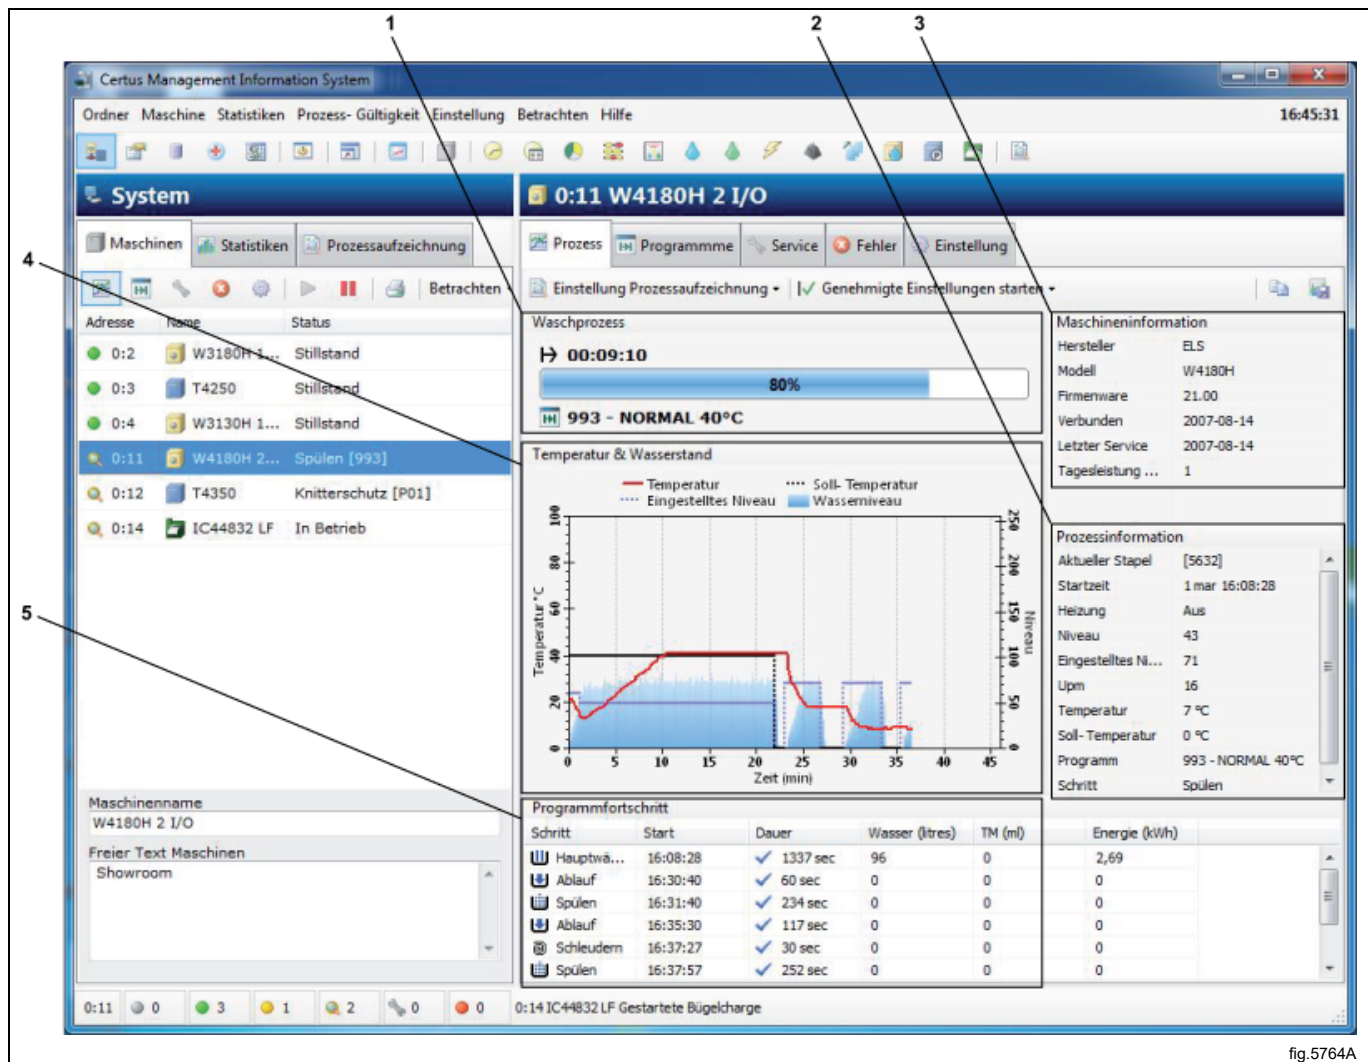 1 2 3
Certus Management Information System
Ordner Maschine Statistiken Prozess- Gültigkeit Einstellung Betrachten Hilfe 16:45:31
System
0:11 W4180H 2 I/O
Maschinen Statistiken Prozessaufzeichnung
Prozess Programmme Service Fehler Einstellung
4
Betrachten
Einstellung Prozessaufzeichnung Genehmigte Einstellungen starten
Adresse Name Status
0:2 W3180H 1... Stillstand
0:3 T4250 Stillstand
0:4 W3130H 1... Stillstand
0:11 W4180H 2... Spülen [993]
0:12 T4350 Knitterschutz [P01]
0:14 IC44832 LF In Betrieb
5
Maschinenname
W4180H 2 I/O
Freier Text Maschinen
Showroom
Waschprozess
00:09:10
80%
993 - NORMAL 40°C
Temperatur & Wasserstand
Temperatur Soll- Temperatur
Eingestelltes Niveau Wasserniveau
100 80 60 40 20 0
Temperatur °C
250 200 150 100 50 0
Niveau
0 5 10 15 20 25 30 35 40 45
Zeit (min)
Maschineninformation
Hersteller ELS
Modell W4180H
Firmenware 21.00
Verbunden 2007-08-14
Letzter Service 2007-08-14
Tagesleistung ... 1
Prozessinformation
Aktueller Stapel [5632]
Startzeit 1 mar 16:08:28
Heizung Aus
Niveau 43
Eingestelltes Ni... 71
Upm 16
Temperatur 7 °C
Soll- Temperatur 0 °C
Programm 993 - NORMAL 40°C
Schritt Spülen
Programmfortschritt
Schritt Start Dauer Wasser (litres) TM (ml) Energie (kWh)
Hauptwä... 16:08:28 1337 sec 96 0 2,69
Ablauf 16:30:40 60 sec 0 0 0
Spülen 16:31:40 234 sec 0 0 0
Ablauf 16:35:30 117 sec 0 0 0
Schleudern 16:37:27 30 sec 0 0 0
Spülen 16:37:57 252 sec 0 0 0
0:11 0 3 1 2 0 0 0:14 IC44832 LF Gestartete Bügelcharge
fig.5764A